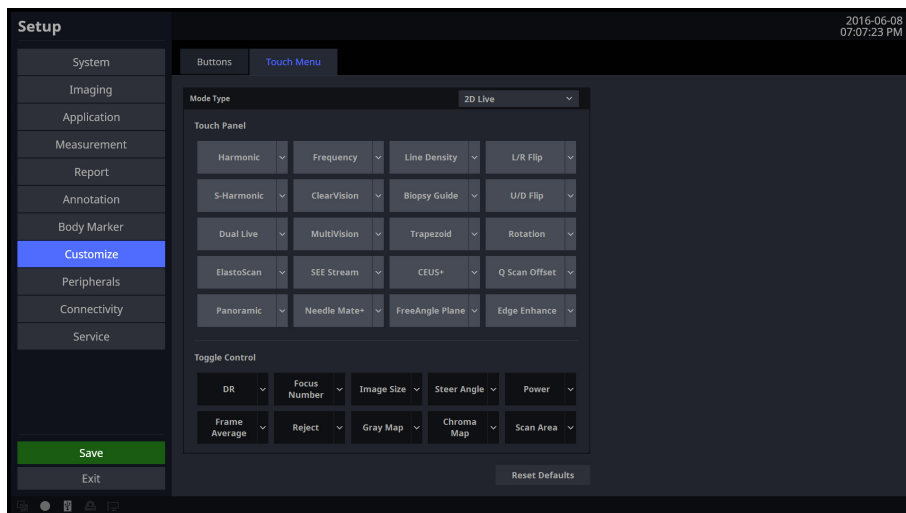 Setup
2016-06-08
07:07:23 PM
System
Imaging
Application
Measurement
Report
Annotation
Body Marker
Customize
Peripherals
Connectivity
Service
Save
Exit
Buttons Touch Menu
Mode Type 2D Live
Touch Panel
Harmonic Frequency Line Density L/R Flip
S-Harmonic ClearVision Biopsy Guide U/D Flip
Dual Live MultiVision Trapezoid Rotation
ElastoScan SEE Stream CEUS+ Q Scan Offset
Panoramic Needle Mate+ FreeAngle Plane Edge Enhance
Toggle Control
DR Focus Number Image Size Steer Angle Power
Frame Average Reject Gray Map Chroma Map Scan Area
Reset Defaults